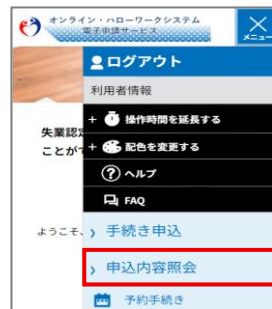 オンライン・ハローワークシステム
電子申請サービス
メニュー
ログアウト
利用者情報
+ 操作時間を延長する
失業認定
+ 配色を変更する
ことがで
ヘルプ
FAQ
ようこそ、
› 手続き申込
› 申込内容照会
予約手続き